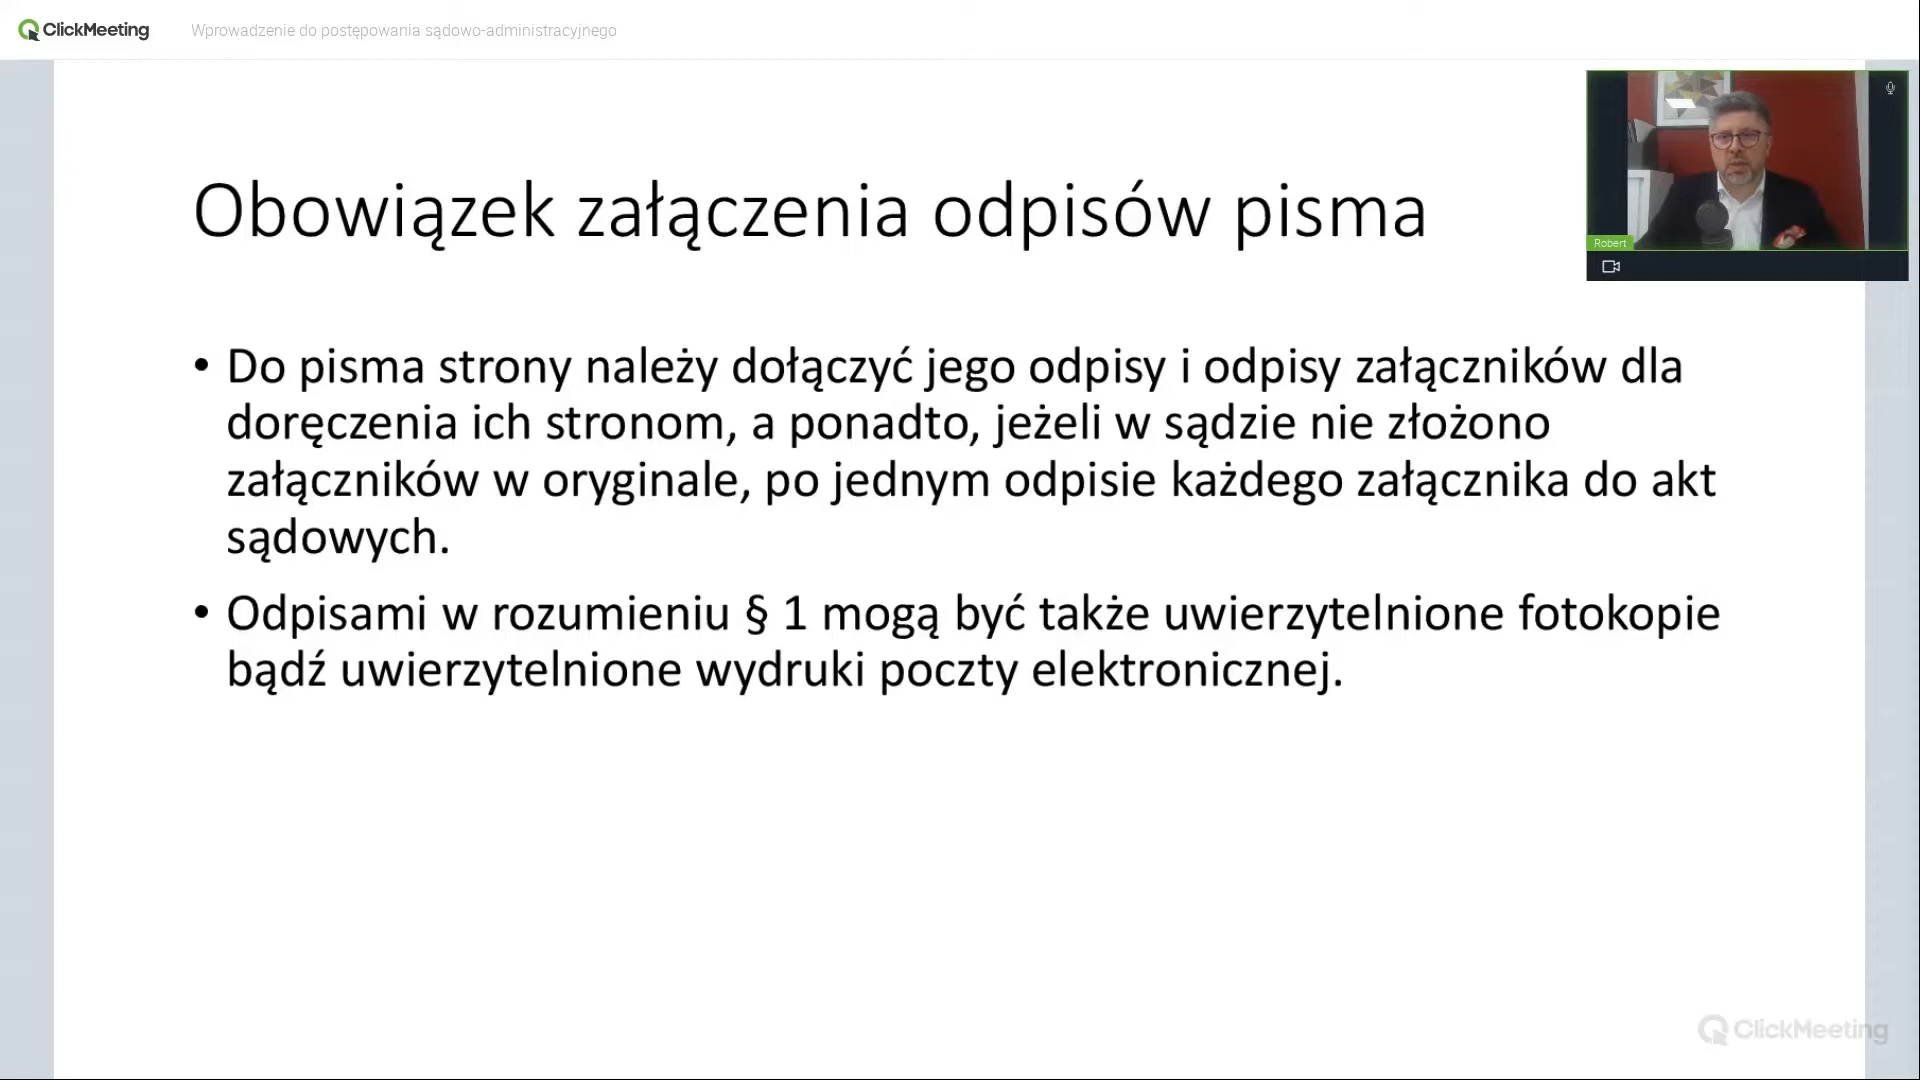 ClickMeeting
Wprowadzenie do postępowania sądowo-administracyjnego
Obowiązek załączenia odpisów pisma
Robert
• Do pisma strony należy dołączyć jego odpisy i odpisy załączników dla
doręczenia ich stronom, a ponadto, jeżeli w sądzie nie złożono
załączników w oryginale, po jednym odpisie każdego załącznika do akt
sądowych.
• Odpisami w rozumieniu § 1 mogą być także uwierzytelnione fotokopie
bądź uwierzytelnione wydruki poczty elektronicznej.
ClickMeeting